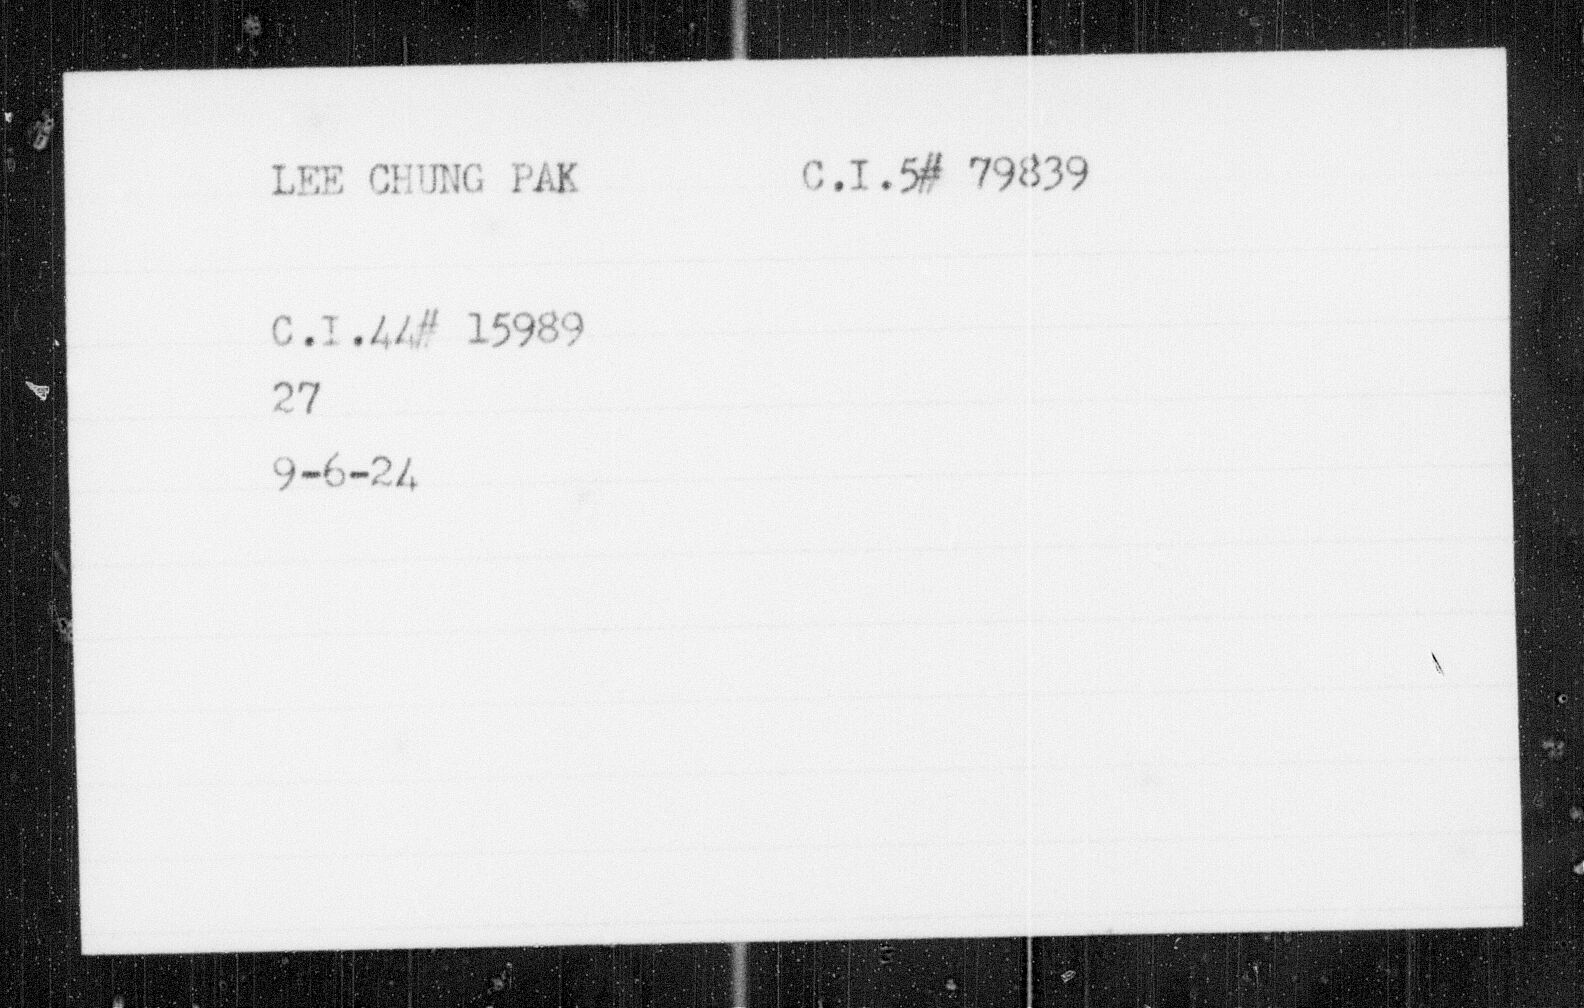 LEE CHUNG PAK C.I.5# 79839
C.I.44# 15989
27
9-6-24